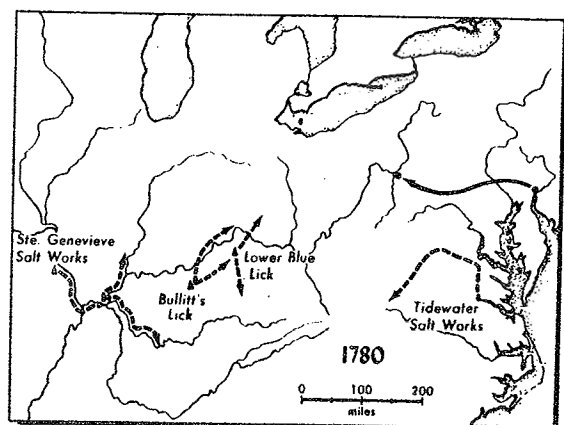 Ste. Genevieve
Salt Works
Lower Blue
Lick
Bullitt's
Lick
Tidewater
Salt Works
1780
0 100 200
miles